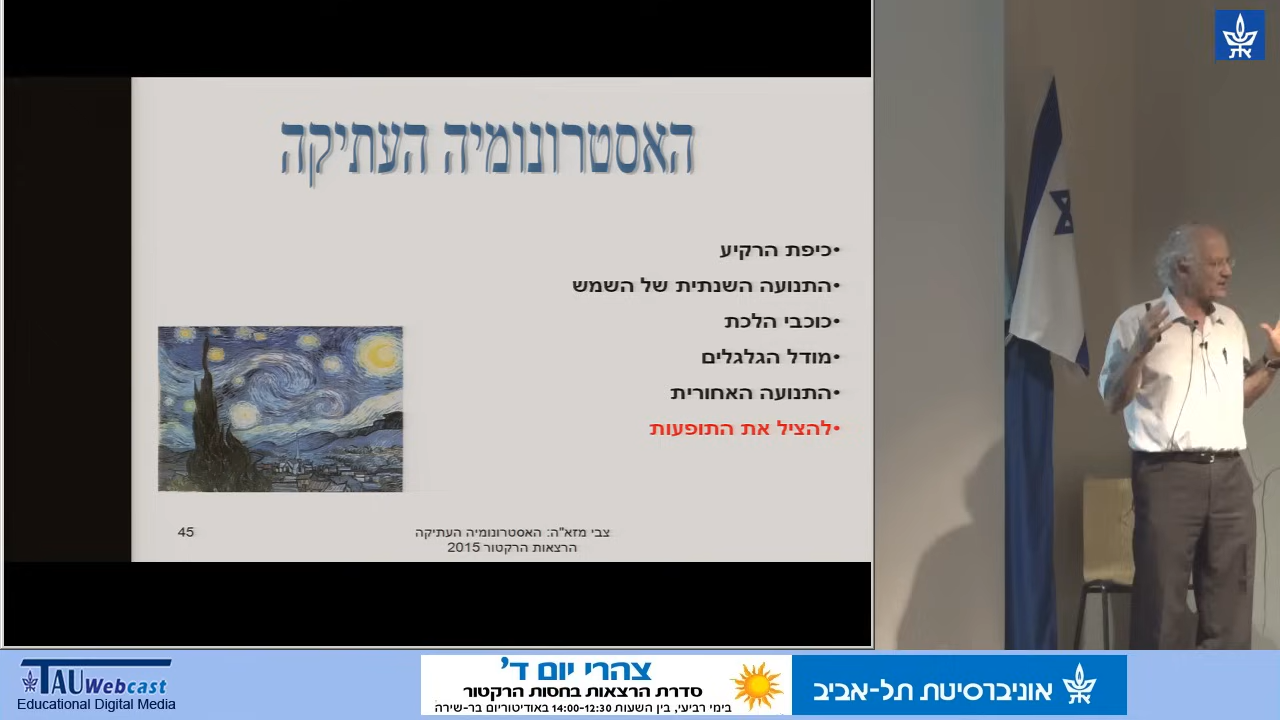 האסטרונומיה העתיקה
•כיפת הרקיע
•התנועה השנתית של השמש
•כוכבי הלכת
•מודל הגלגלים
•התנועה האחורית
•להציל את התופעות
צבי מזא"ה: האסטרונומיה העתיקה
הרצאות הרקטור 2015
45
TAU Webcast
Educational Digital Media
צהרי יום ד'
סדרת הרצאות בחסות הרקטור
בימי רביעי, בין השעות 14:00-12:30 באודיטוריום בר-שירה
אוניברסיטת תל-אביב